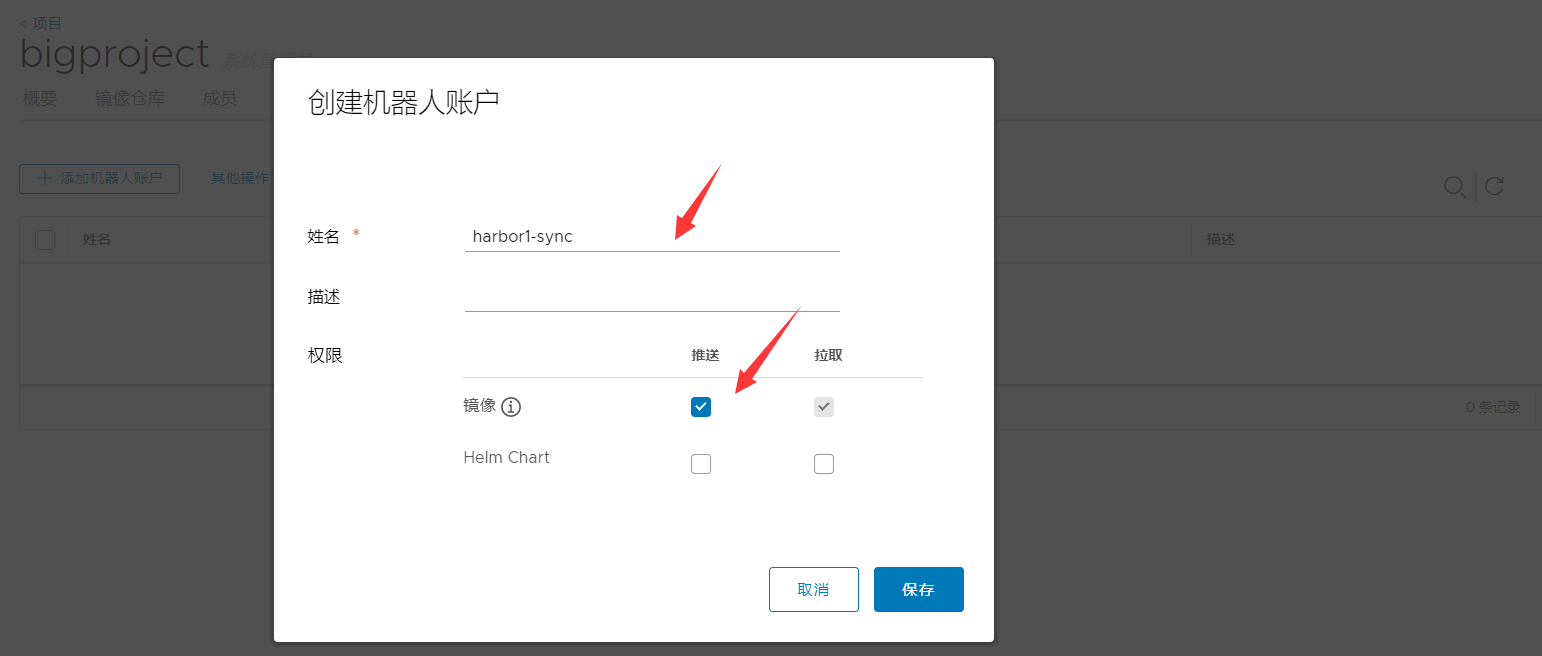 < 项目
bigproject
概要 镜像仓库 成员
创建机器人账户
+ 添加机器人账户 其他操作
姓名 描述
姓名 * harbor1-sync
描述
权限 推送 拉取
镜像
Helm Chart
0 条记录
取消 保存